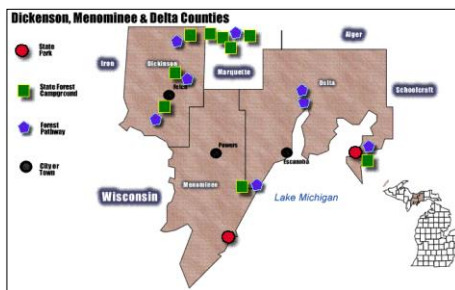 Dickenson, Menominee & Delta Counties
State
Park
State Forest
Campground
Forest
Pathway
City or
Town
Iron
Dickinson
Marquette
Alger
Delta
Schoolcraft
Felch
Powers
Escanaba
Menominee
Wisconsin
Lake Michigan